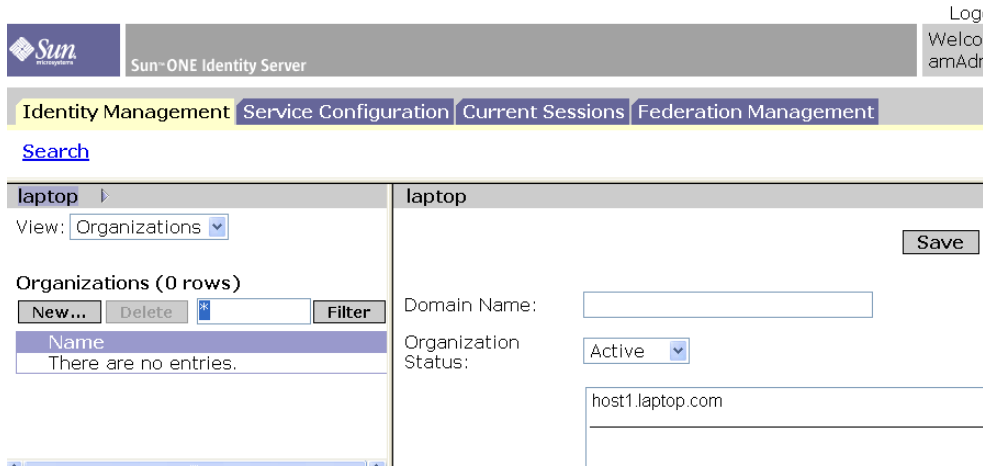 Sun
microsystems
Sun ONE Identity Server
Welco
amAd
Identity Management Service Configuration Current Sessions Federation Management
Search
laptop
View: Organizations
Organizations (0 rows)
New... Delete * Filter
Name
There are no entries.
laptop
Save
Domain Name:
Organization
Status:
Active
host1.laptop.com